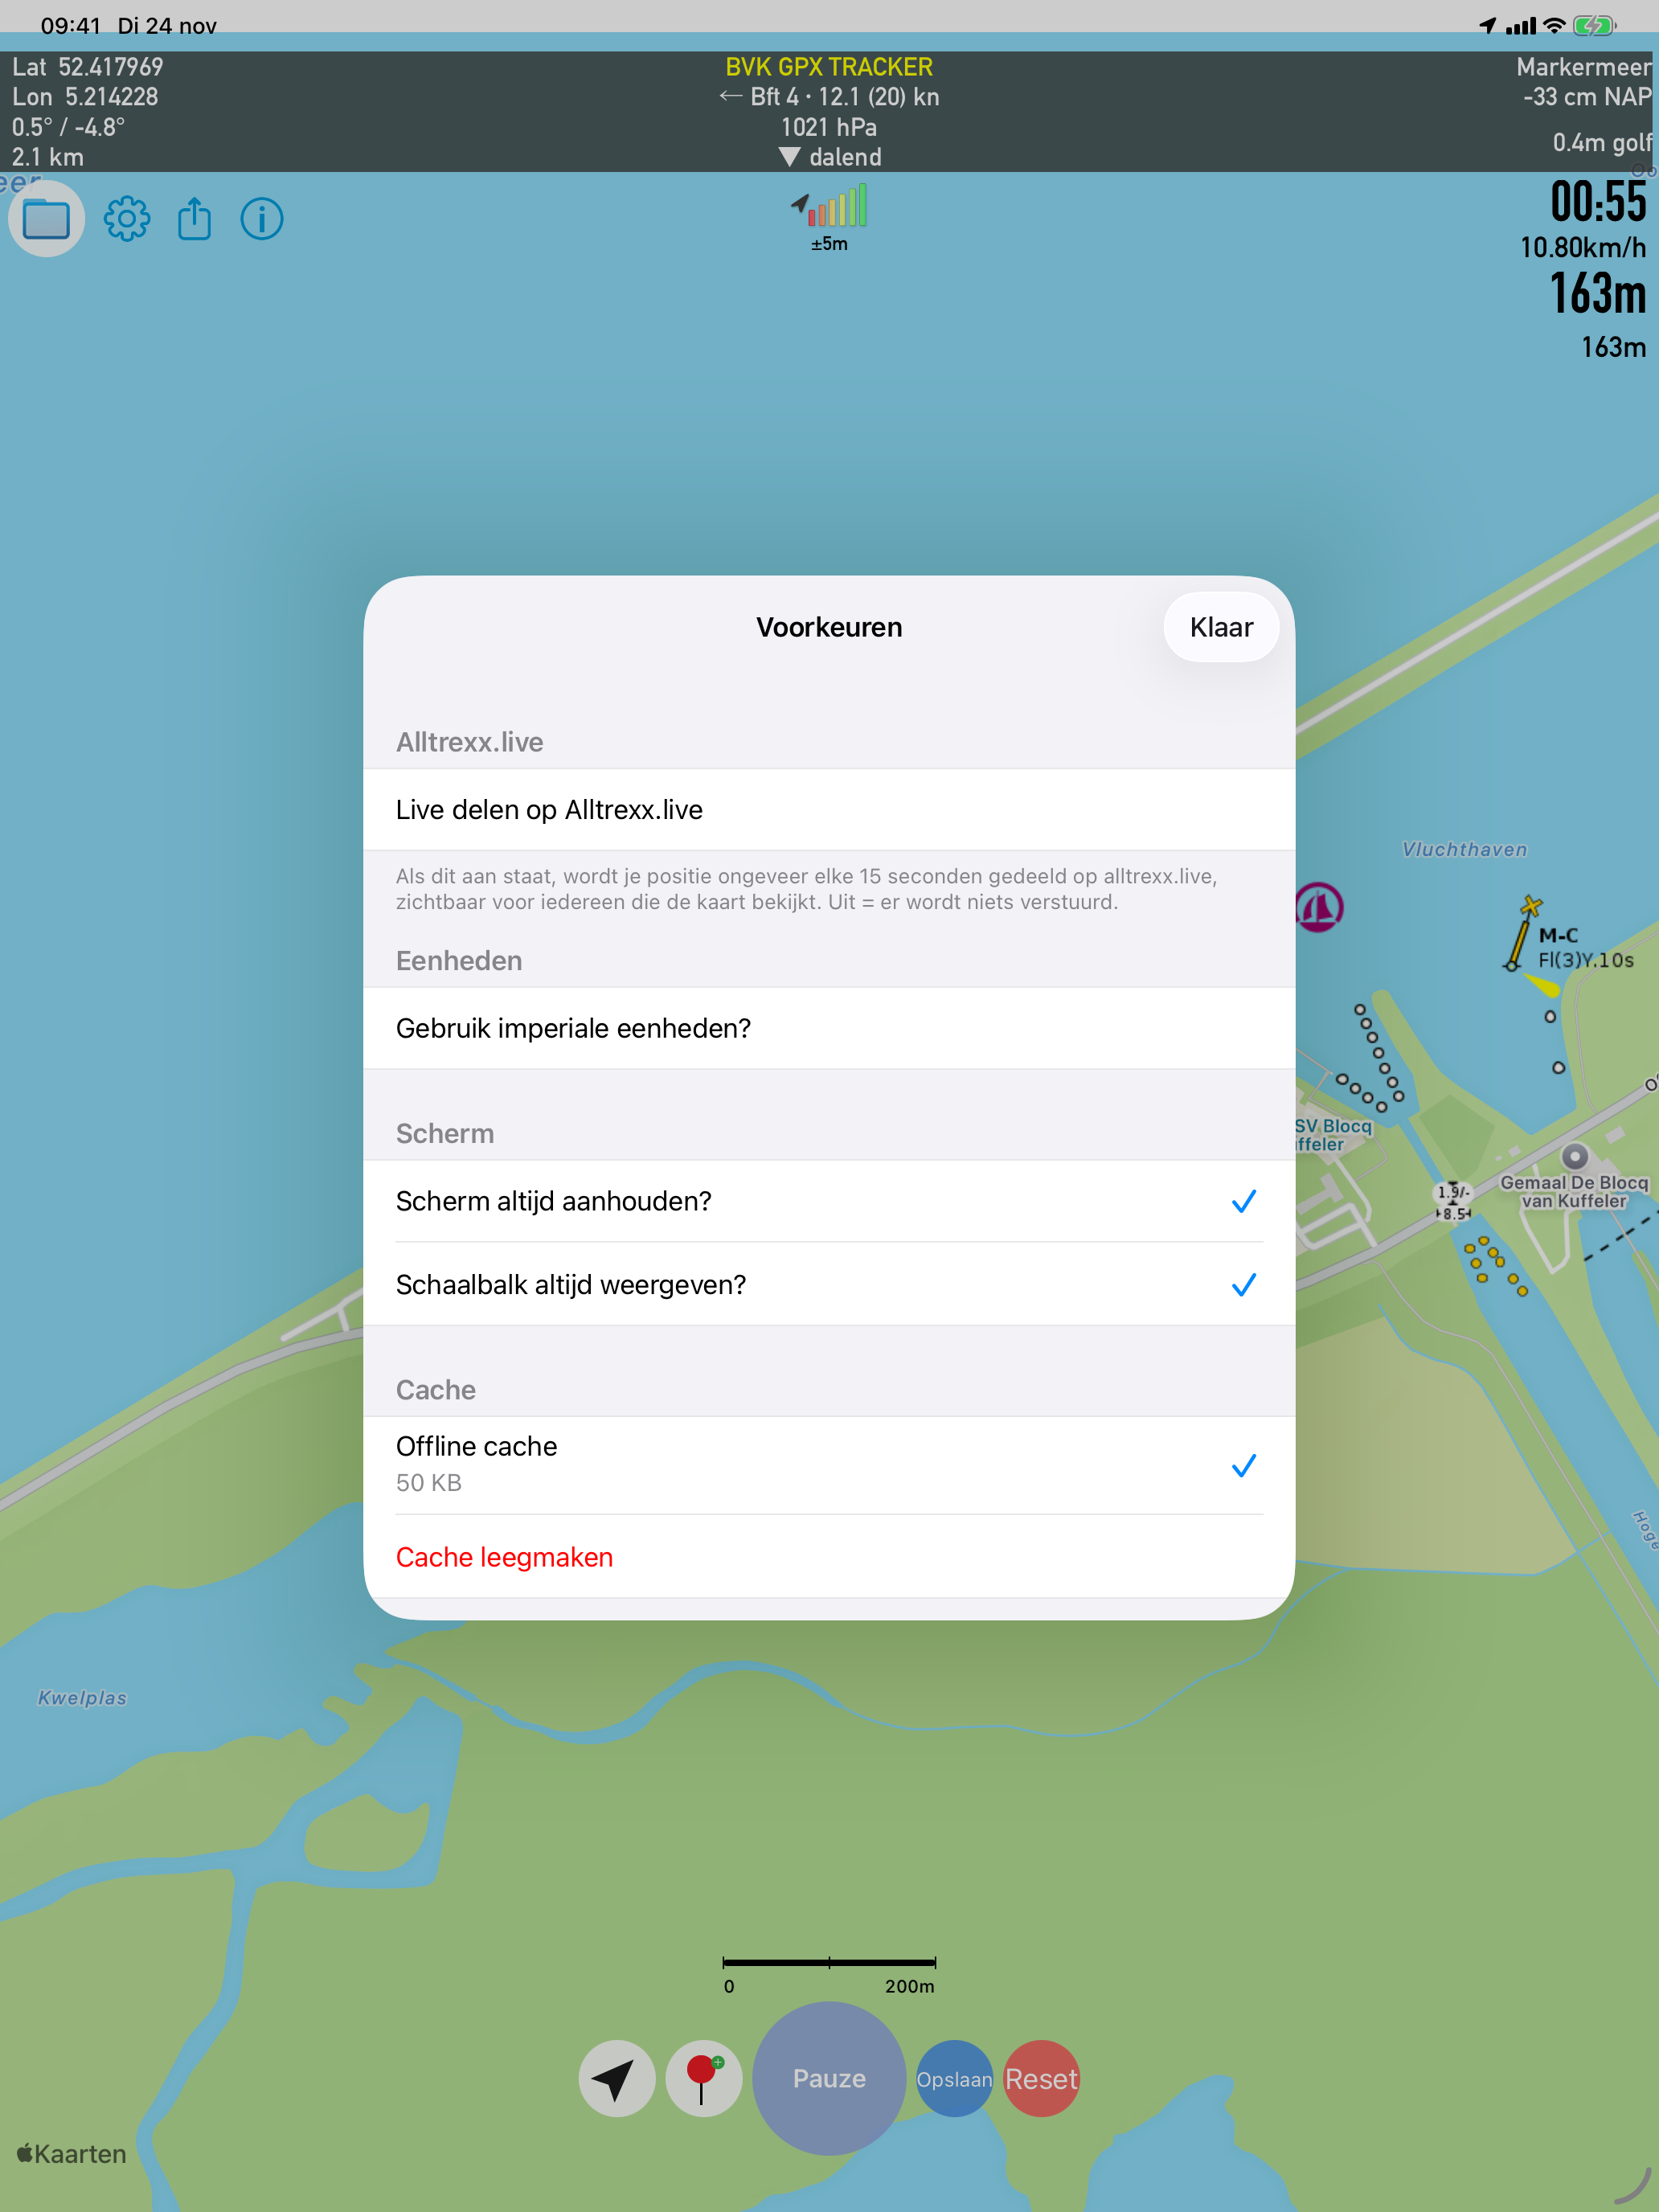 09:41 Di 24 nov
Lat 52.417969
Lon 5.214228
0.5° / -4.8°
2.1 km
BVK GPX TRACKER
← Bft 4 · 12.1 (20) kn
1021 hPa
▼ dalend
Markermeer
-33 cm NAP
0.4m golf
±5m
00:55
10.80km/h
163m
163m
Voorkeuren
Klaar
Alltrexx.live
Live delen op Alltrexx.live
Als dit aan staat, wordt je positie ongeveer elke 15 seconden gedeeld op alltrexx.live,
zichtbaar voor iedereen die de kaart bekijkt. Uit = er wordt niets verstuurd.
Eenheden
Gebruik imperiale eenheden?
Scherm
Scherm altijd aanhouden?
Schaalbalk altijd weergeven?
Cache
Offline cache
50 KB
Cache leegmaken
Vluchthaven
M-C
Fl(3)Y.10s
SV Blocq
ffeler
Gemaal De Blocq
van Kuffeler
1.9/-
8.5
Hoge
Kwelplas
0 200m
Pauze
Opslaan
Reset
Kaarten